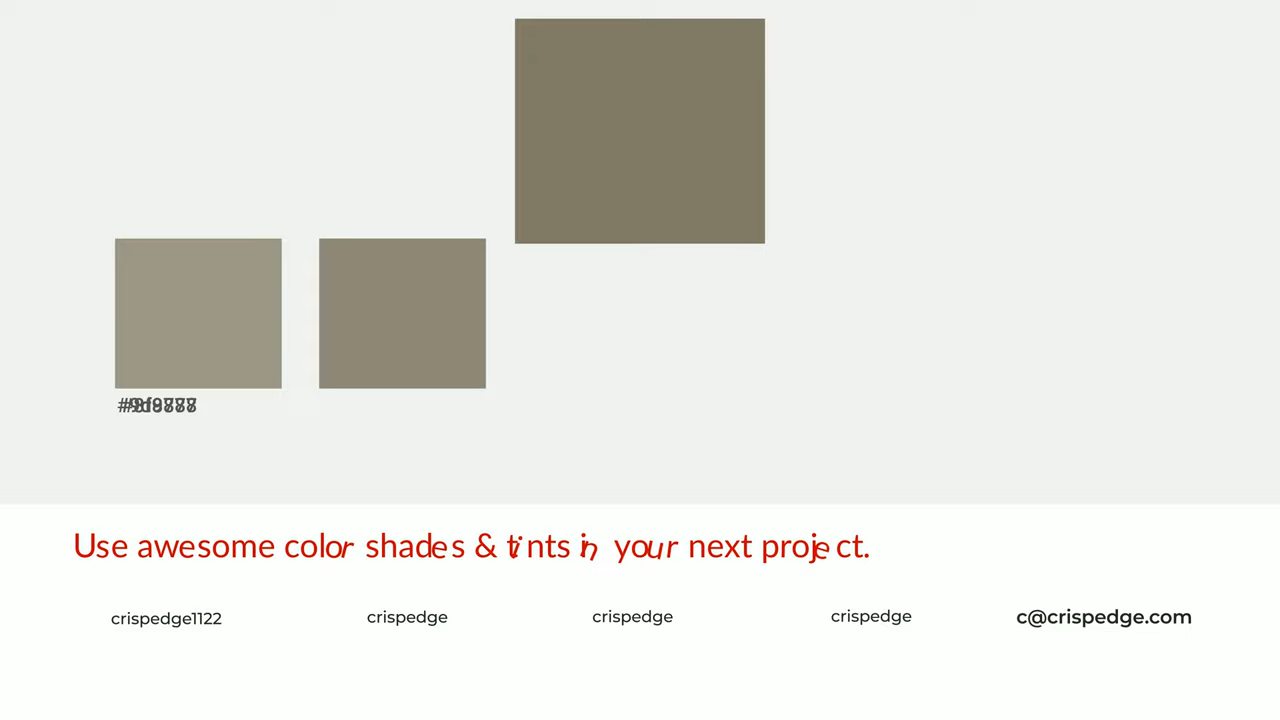 Use awesome color shades & tints in your next project.
crispedge1122 crispedge crispedge crispedge c@crispedge.com